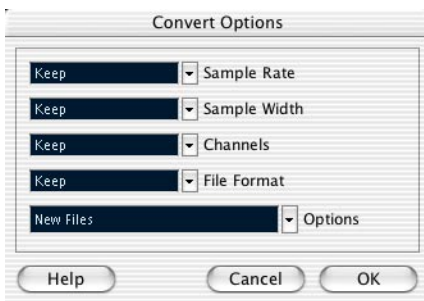 Convert Options
Keep Sample Rate
Keep Sample Width
Keep Channels
Keep File Format
New Files Options
Help Cancel OK